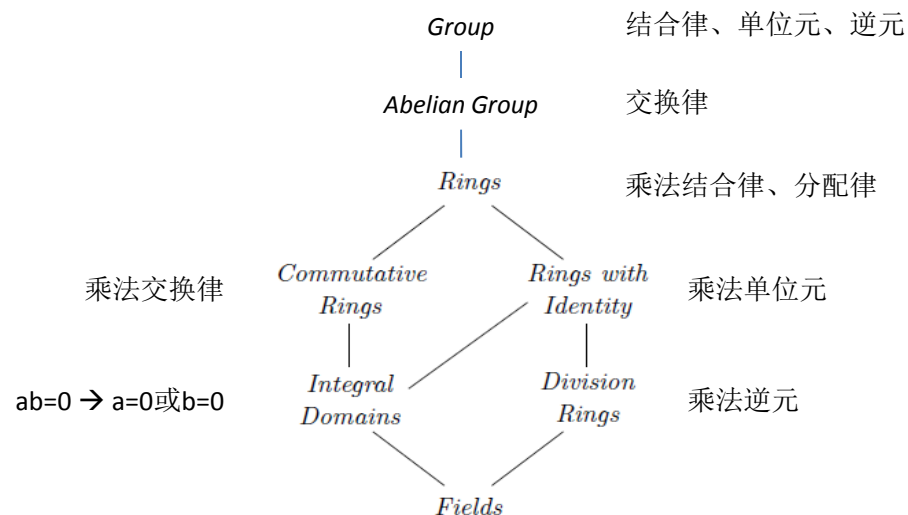 Group 结合律、单位元、逆元
Abelian Group 交换律
Rings 乘法结合律、分配律
乘法交换律
Commutative
Rings
Rings with
Identity
乘法单位元
ab=0 → a=0或b=0
Integral
Domains
Division
Rings
乘法逆元
Fields